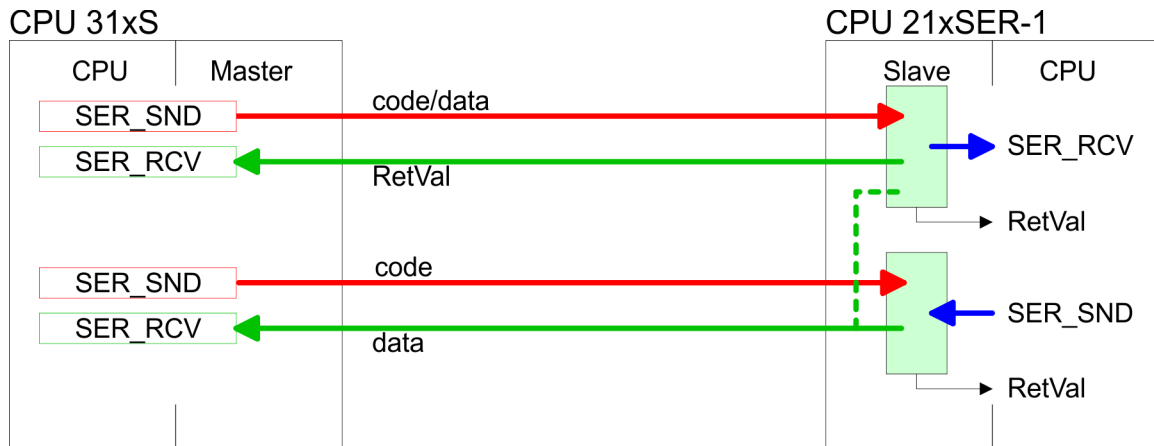 CPU 31xS
CPU 21xSER-1
CPU Master
Slave CPU
SER_SND
code/data
SER_RCV
SER_RCV
RetVal
RetVal
SER_SND
code
SER_RCV
SER_SND
data
RetVal